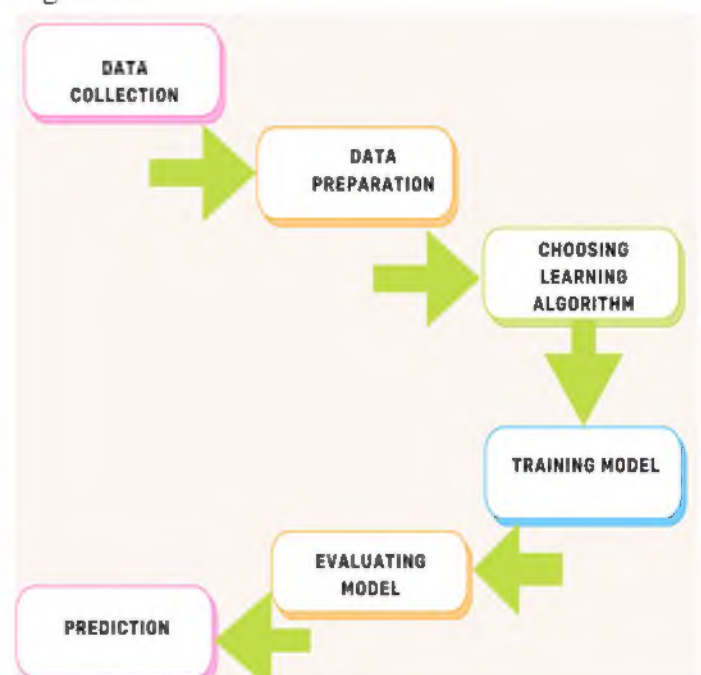 DATA
COLLECTION
DATA
PREPARATION
CHOOSING
LEARNING
ALGORITHM
TRAINING MODEL
EVALUATING
MODEL
PREDICTION